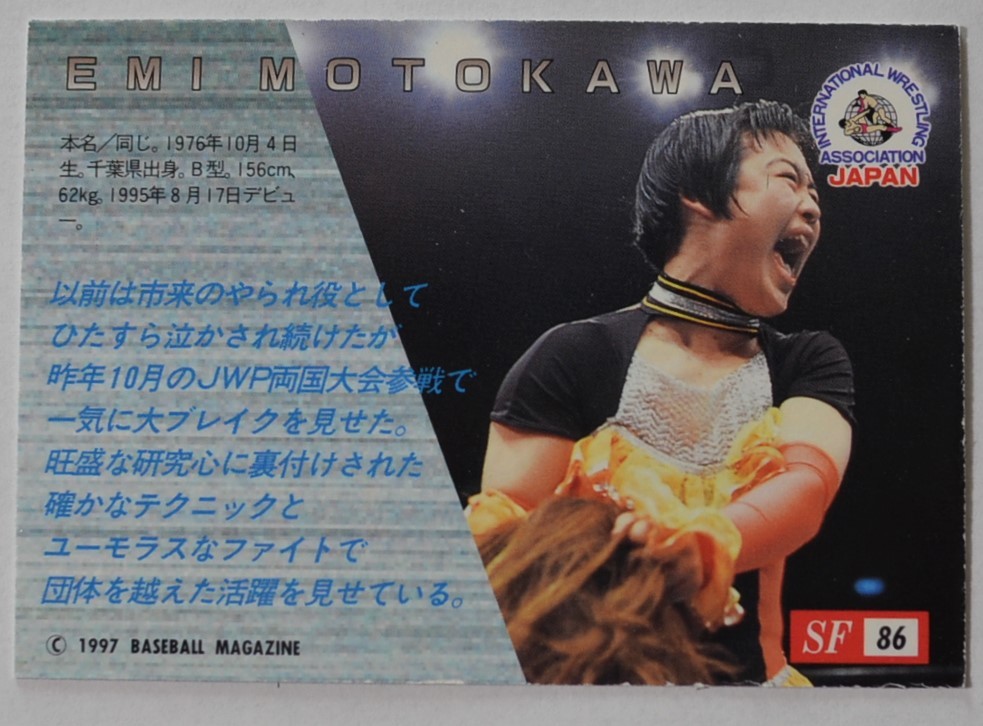 EMI MOTOKAWA
INTERNATIONAL WRESTLING
ASSOCIATION
JAPAN
本名／同じ。1976年10月4日
生。千葉県出身。B型。156cm、
62kg。1995年8月17日デビュ
ー。
以前は市来のやられ役として
ひたすら泣かされ続けたが
昨年10月のJWP両国大会参戦で
一気に大ブレイクを見せた。
旺盛な研究心に裏付けされた
確かなテクニックと
ユーモラスなファイトで
団体を越えた活躍を見せている。
© 1997 BASEBALL MAGAZINE
SF 86